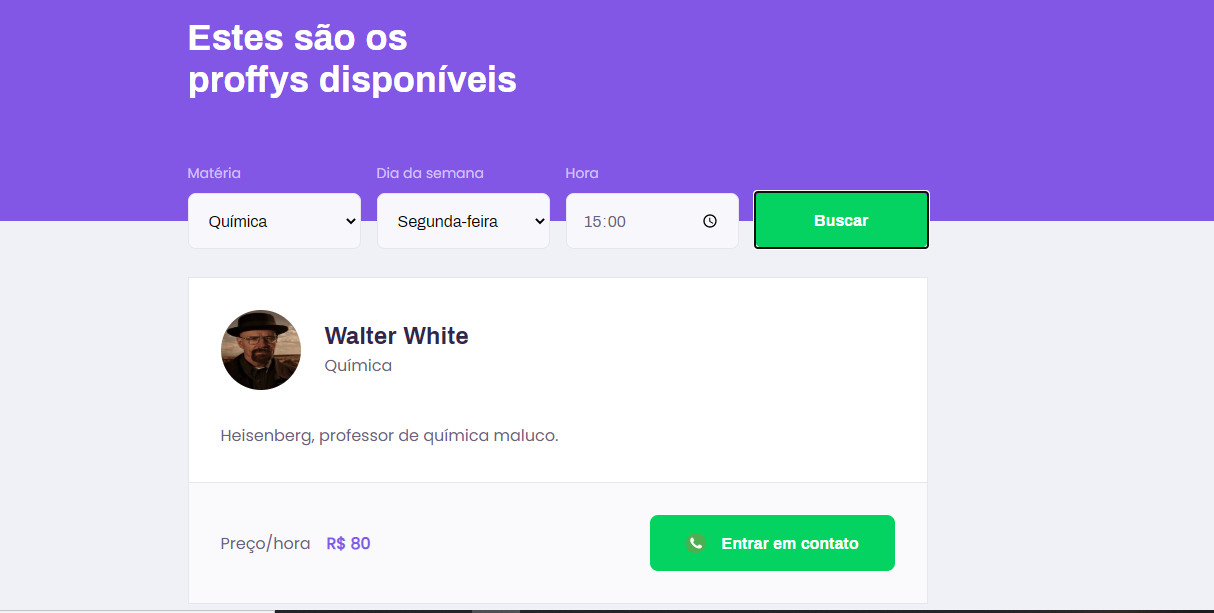 Estes são os
proffys disponíveis
Matéria Dia da semana Hora
Química Segunda-feira 15:00 Buscar
Walter White
Química
Heisenberg, professor de química maluco.
Preço/hora R$ 80 Entrar em contato